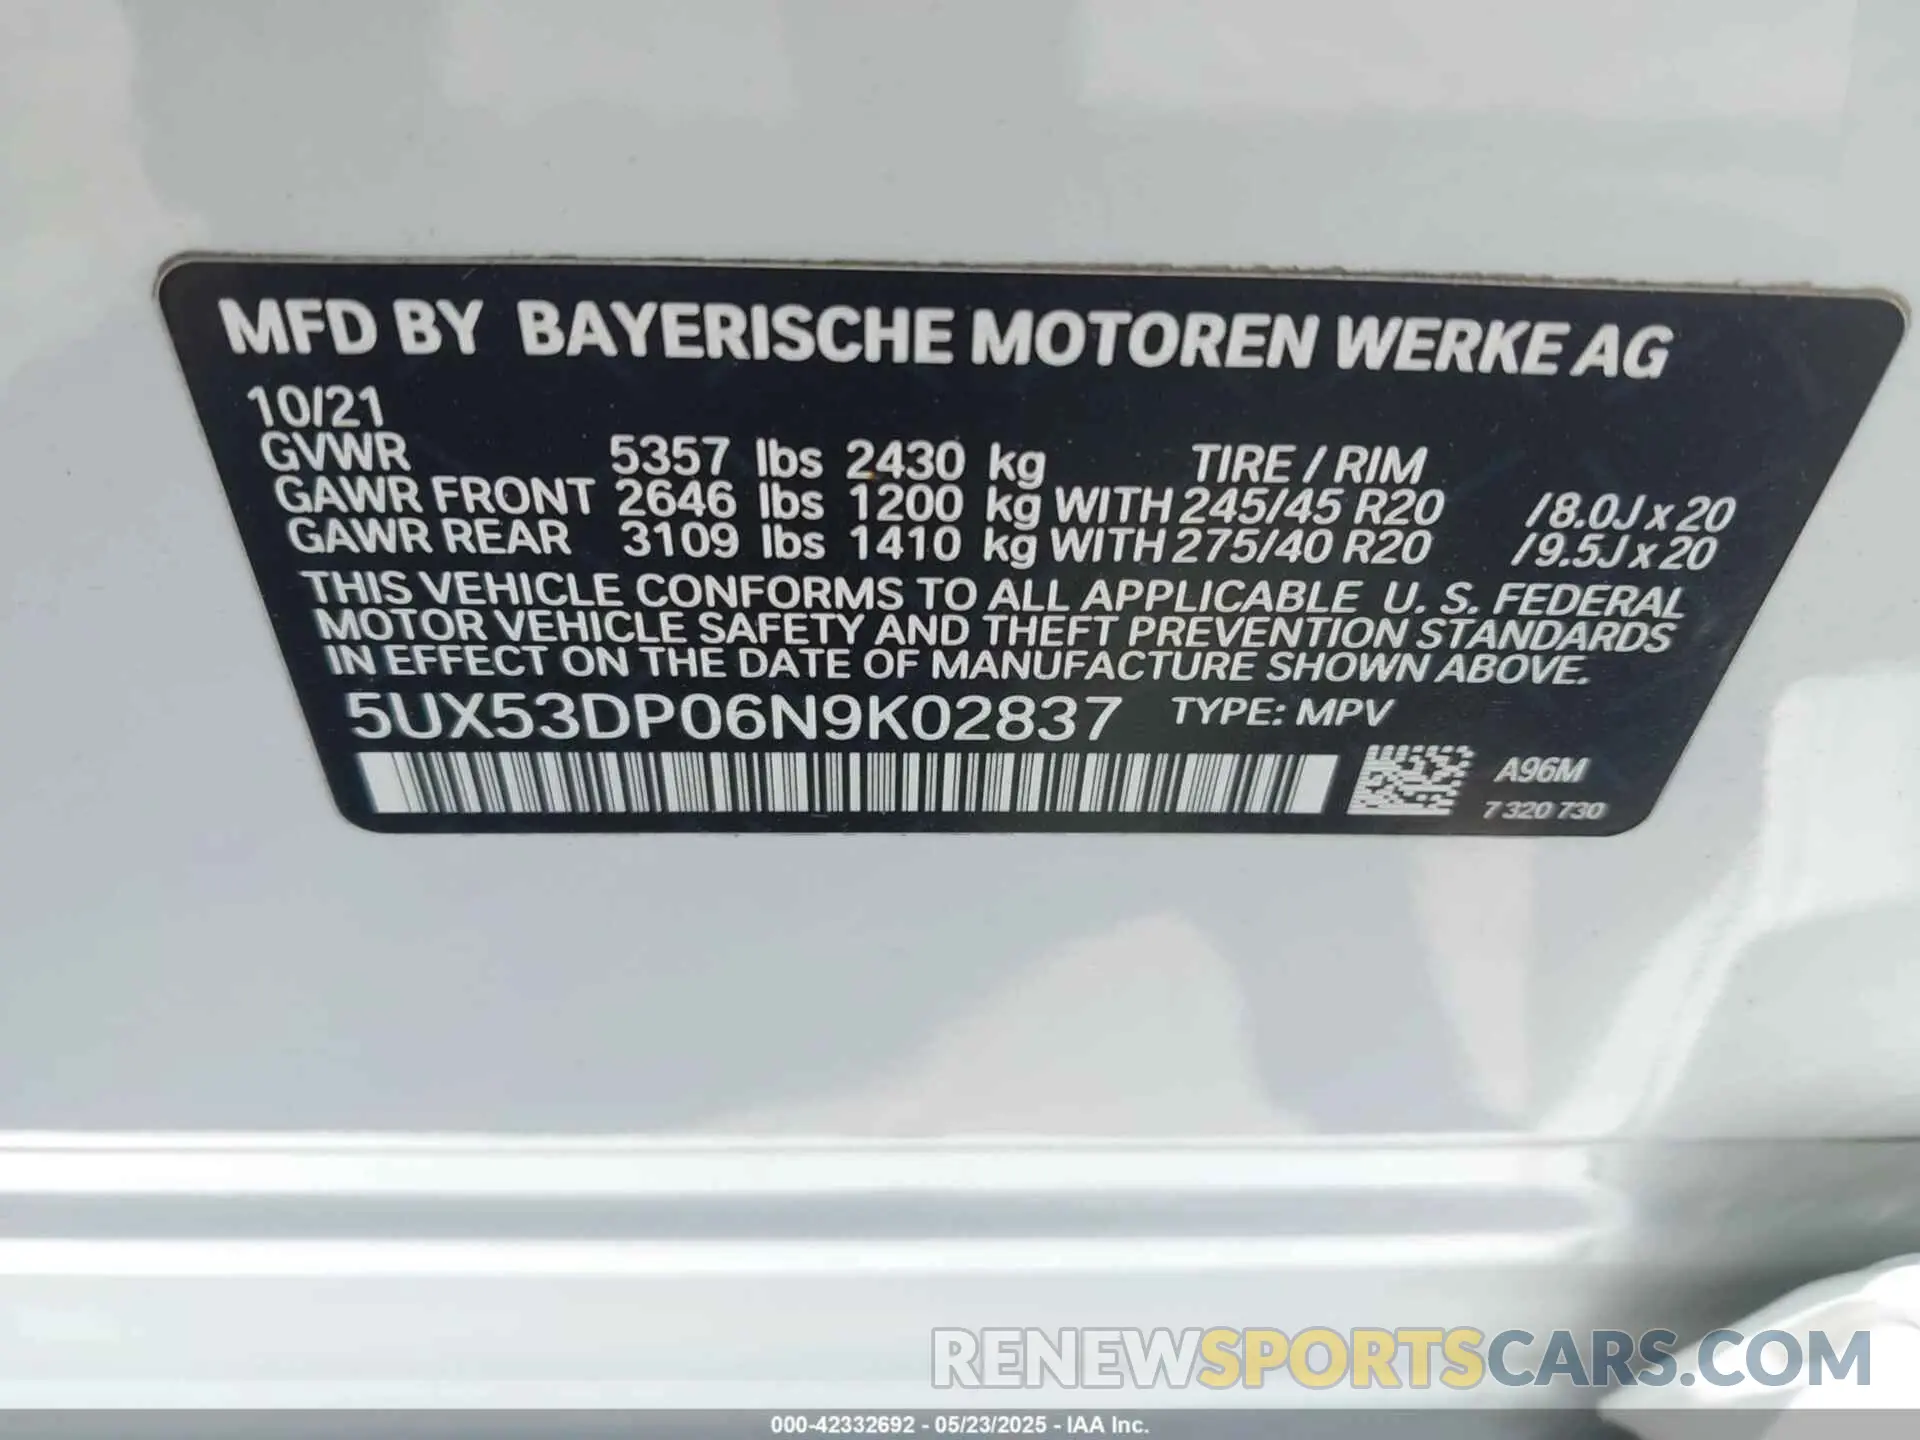 MFD BY BAYERISCHE MOTOREN WERKE AG
10/21
GVWR 5357 lbs 2430 kg TIRE / RIM
GAWR FRONT 2646 lbs 1200 kg WITH 245/45 R20 /8.0J x 20
GAWR REAR 3109 lbs 1410 kg WITH 275/40 R20 /9.5J x 20
THIS VEHICLE CONFORMS TO ALL APPLICABLE U. S. FEDERAL
MOTOR VEHICLE SAFETY AND THEFT PREVENTION STANDARDS
IN EFFECT ON THE DATE OF MANUFACTURE SHOWN ABOVE.
5UX53DP06N9K02837 TYPE: MPV
A96M
7 320 730
RENEWSPORTSCARS.COM
000-42332692 - 05/23/2025 - IAA Inc.